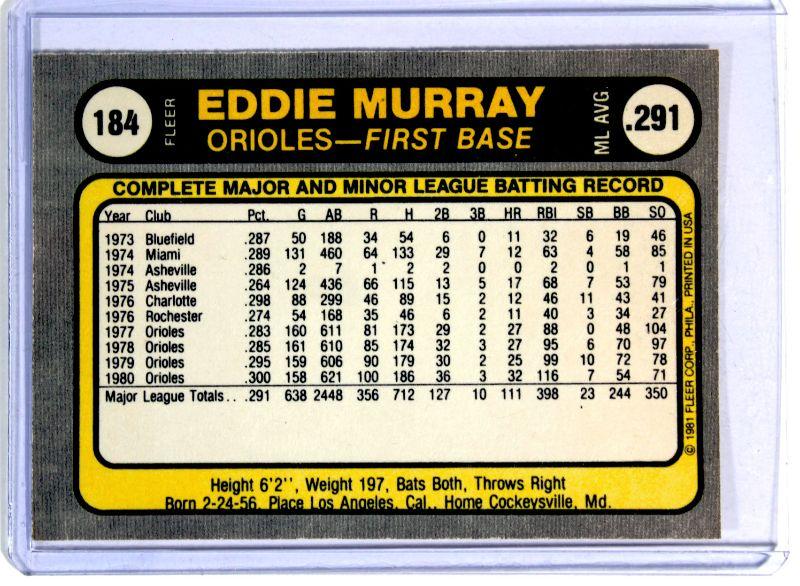 184 FLEER EDDIE MURRAY ML AVG. .291
ORIOLES—FIRST BASE
COMPLETE MAJOR AND MINOR LEAGUE BATTING RECORD
Year Club Pct. G AB R H 2B 3B HR RBI SB BB SO
1973 Bluefield .287 50 188 34 54 6 0 11 32 6 19 46
1974 Miami .289 131 460 64 133 29 7 12 63 4 58 85
1974 Asheville .286 2 7 1 2 2 0 0 2 0 1 1
1975 Asheville .264 124 436 66 115 13 5 17 68 7 53 79
1976 Charlotte .298 88 299 46 89 15 2 12 46 11 43 41
1976 Rochester .274 54 168 35 46 6 2 11 40 3 34 27
1977 Orioles .283 160 611 81 173 29 2 27 88 0 48 104
1978 Orioles .285 161 610 85 174 32 3 27 95 6 70 97
1979 Orioles .295 159 606 90 179 30 2 25 99 10 72 78
1980 Orioles .300 158 621 100 186 36 3 32 116 7 54 71
Major League Totals . . .291 638 2448 356 712 127 10 111 398 23 244 350
Height 6'2'', Weight 197, Bats Both, Throws Right
Born 2-24-56, Place Los Angeles, Cal., Home Cockeysville, Md.
© 1981 FLEER CORP., PHILA., PRINTED IN USA